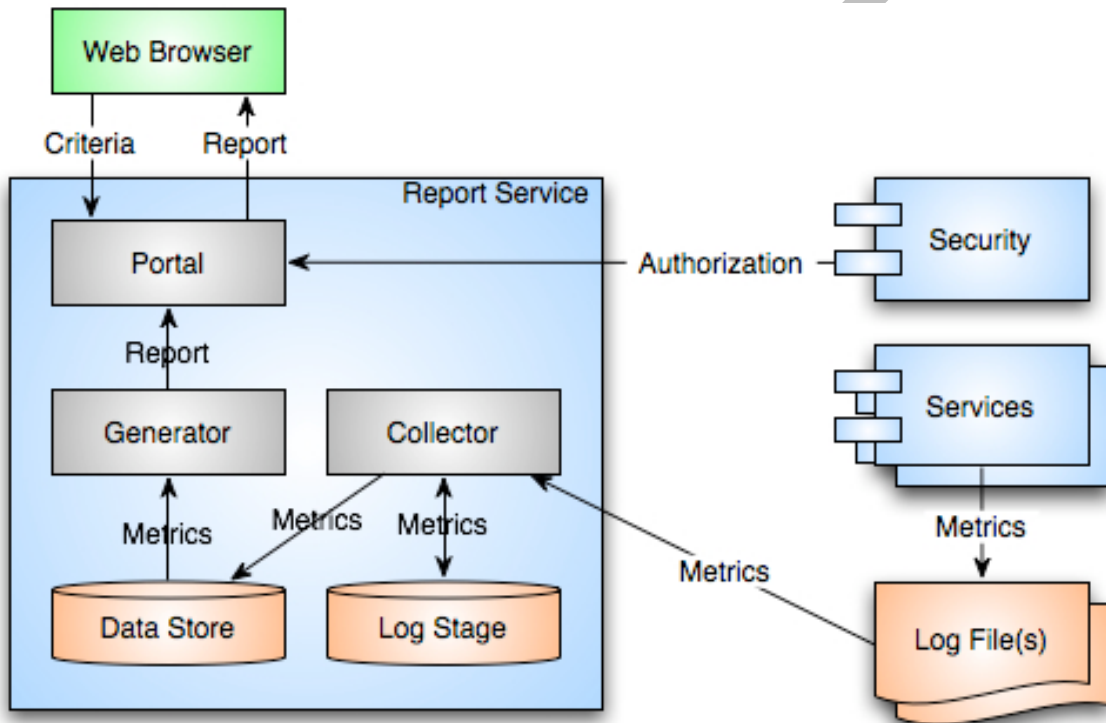 Web Browser
Criteria
Report
Report Service
Portal
Authorization
Security
Report
Generator
Collector
Services
Metrics
Metrics
Metrics
Metrics
Metrics
Data Store
Log Stage
Log File(s)